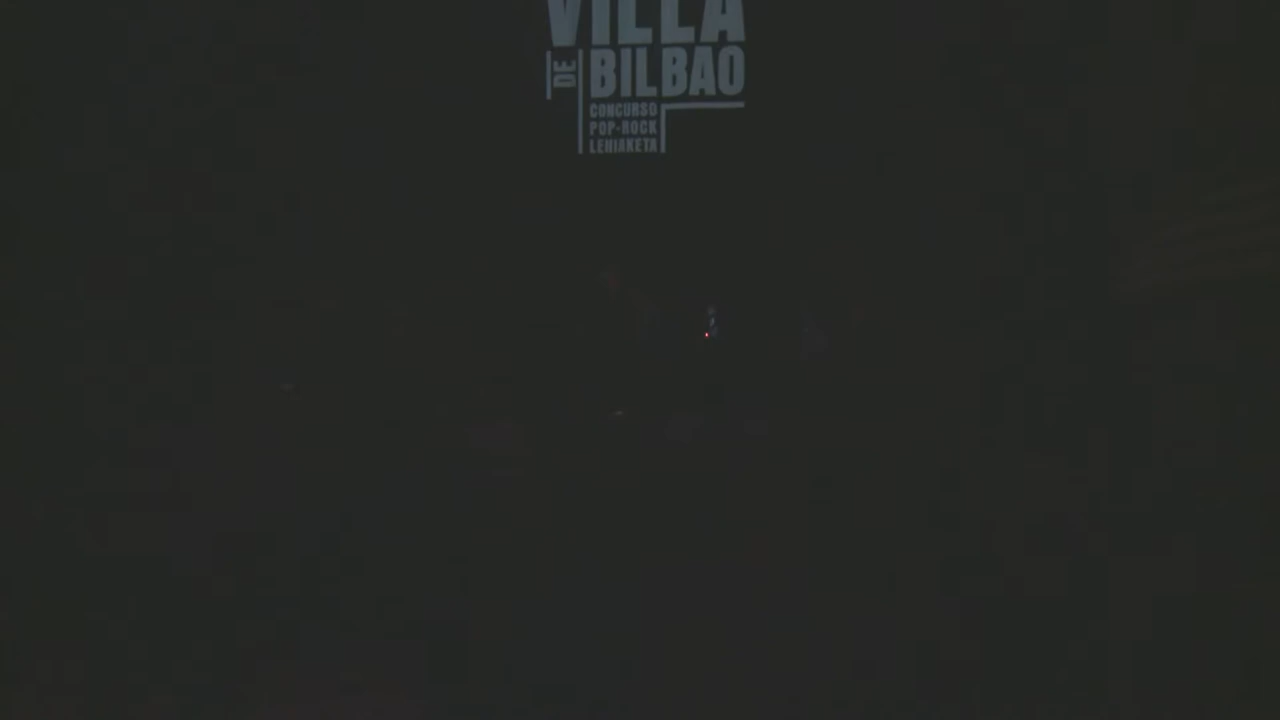 VILLA
DE BILBAO
CONCURSO
POP-ROCK
LEHIAKETA